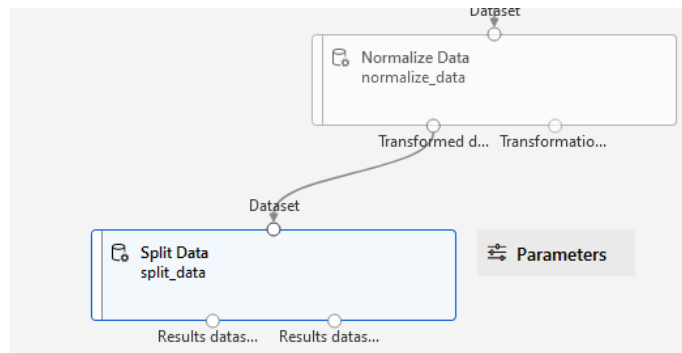 Dataset
Normalize Data
normalize_data
Transformed d... Transformatio...
Dataset
Split Data
split_data
Parameters
Results datas... Results datas...